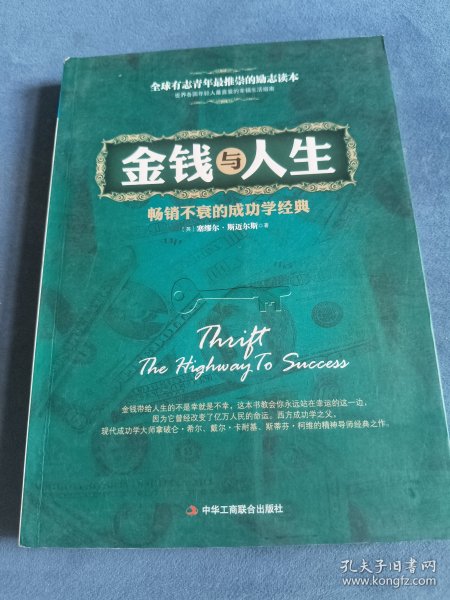 全球有志青年最推崇的励志读本
世界各国年轻人最喜爱的幸福生活指南
金钱与人生
畅销不衰的成功学经典
[英]塞缪尔·斯迈尔斯 著
Thrift
The Highway To Success
金钱带给人生的不是幸就是不幸，这本书教会你永远站在幸运的这一边，
因为它曾经改变了亿万人民的命运。西方成功学之父，
现代成功学大师拿破仑·希尔、戴尔·卡耐基、斯蒂芬·柯维的精神导师经典之作。
中华工商联合出版社
孔夫子旧书网
www.kongfz.com